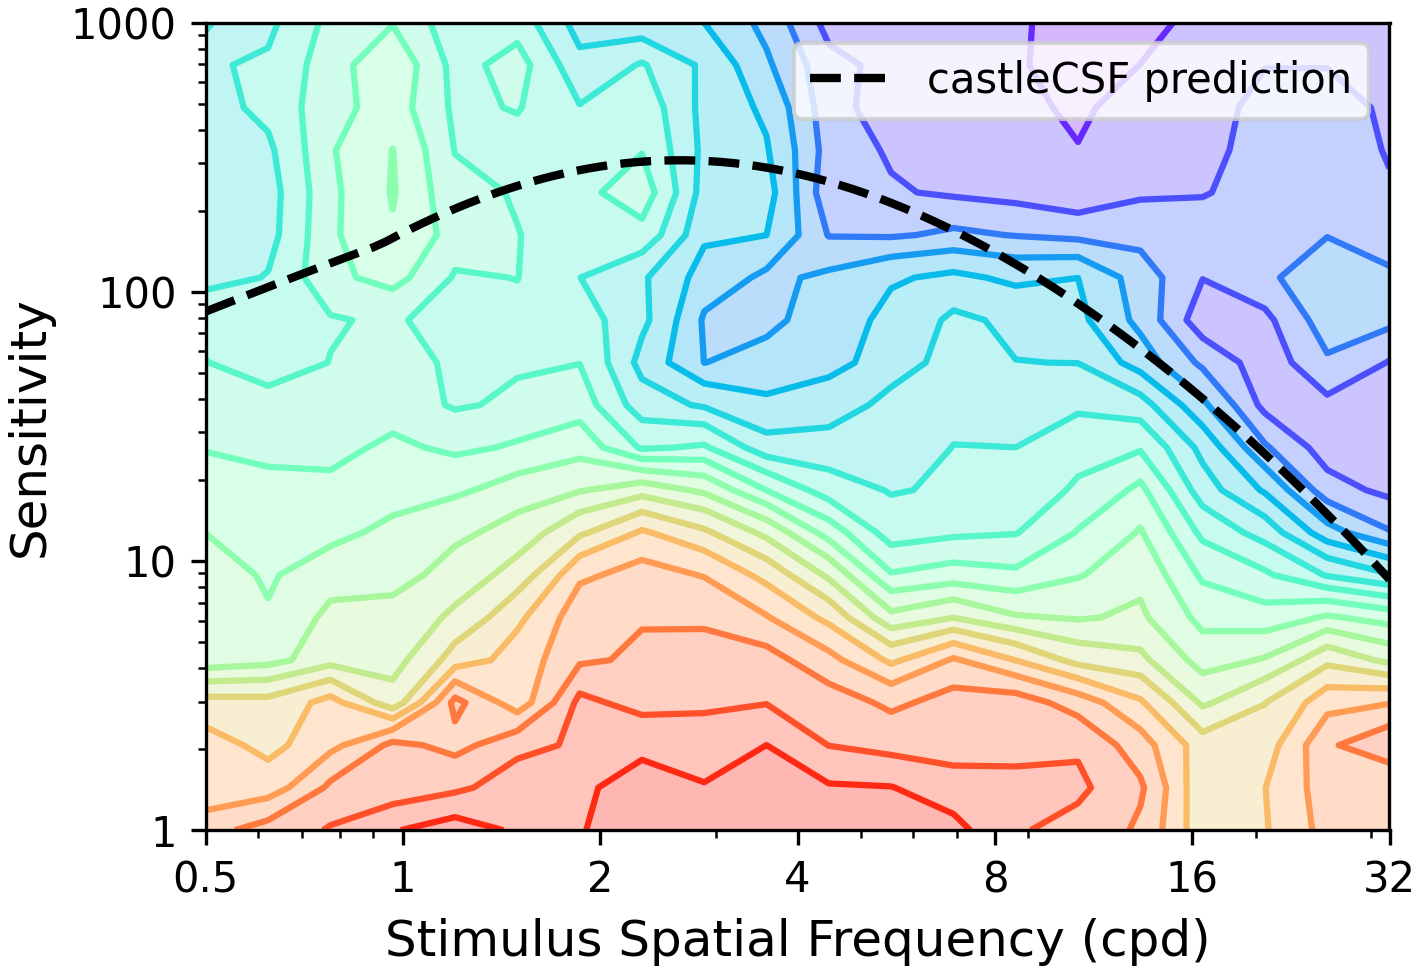 1000
castleCSF prediction
100
Sensitivity
10
1
0.5 1 2 4 8 16 32
Stimulus Spatial Frequency (cpd)